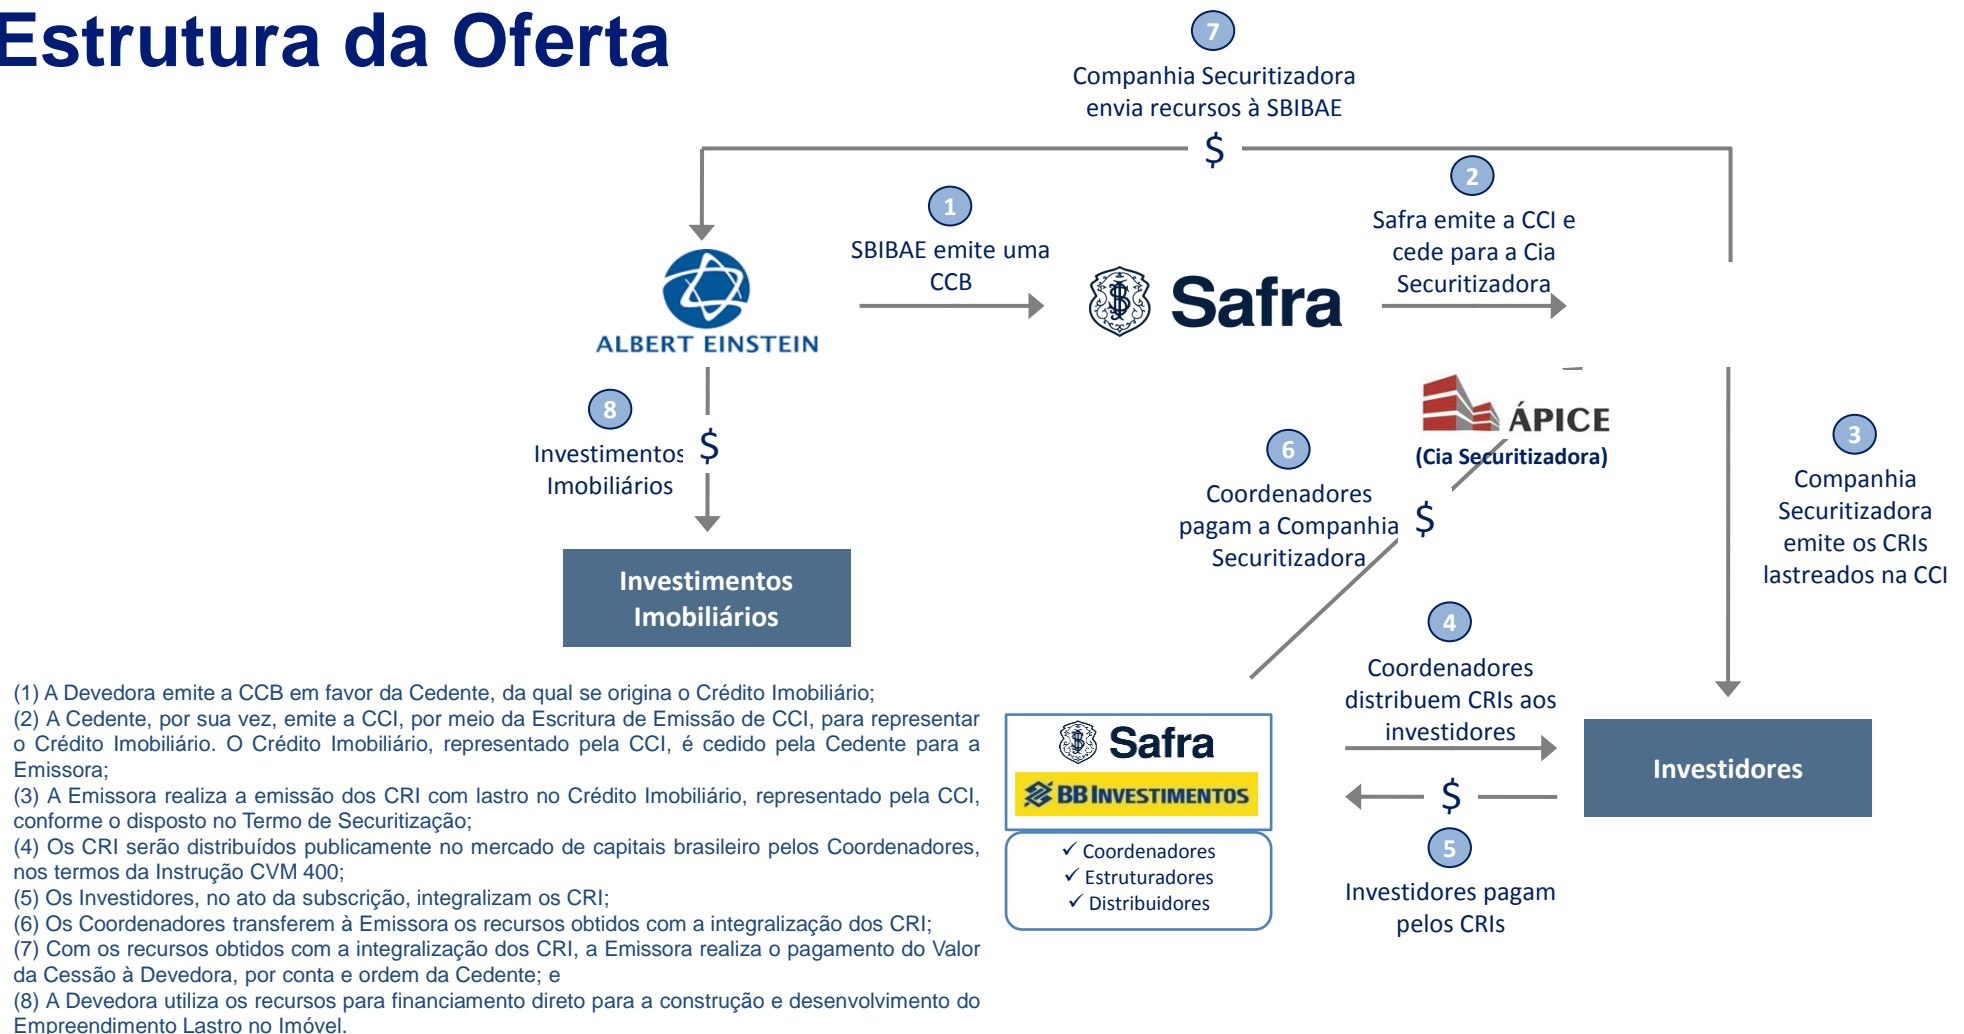 Estrutura da Oferta
7
Companhia Securitizadora
envia recursos à SBIBAE
$
1
SBIBAE emite uma
CCB
2
Safra emite a CCI e
cede para a Cia
Securitizadora
ALBERT EINSTEIN
Safra
8
Investimentos
Imobiliários
$
Investimentos
Imobiliários
ÁPICE
(Cia Securitizadora)
6
Coordenadores
pagam a Companhia
Securitizadora
$
3
Companhia
Securitizadora
emite os CRIs
lastreados na CCI
4
Coordenadores
distribuem CRIs aos
investidores
Safra
BB INVESTIMENTOS
✓ Coordenadores
✓ Estruturadores
✓ Distribuidores
$
5
Investidores pagam
pelos CRIs
Investidores
(1) A Devedora emite a CCB em favor da Cedente, da qual se origina o Crédito Imobiliário;
(2) A Cedente, por sua vez, emite a CCI, por meio da Escritura de Emissão de CCI, para representar
o Crédito Imobiliário. O Crédito Imobiliário, representado pela CCI, é cedido pela Cedente para a
Emissora;
(3) A Emissora realiza a emissão dos CRI com lastro no Crédito Imobiliário, representado pela CCI,
conforme o disposto no Termo de Securitização;
(4) Os CRI serão distribuídos publicamente no mercado de capitais brasileiro pelos Coordenadores,
nos termos da Instrução CVM 400;
(5) Os Investidores, no ato da subscrição, integralizam os CRI;
(6) Os Coordenadores transferem à Emissora os recursos obtidos com a integralização dos CRI;
(7) Com os recursos obtidos com a integralização dos CRI, a Emissora realiza o pagamento do Valor
da Cessão à Devedora, por conta e ordem da Cedente; e
(8) A Devedora utiliza os recursos para financiamento direto para a construção e desenvolvimento do
Empreendimento Lastro no Imóvel.